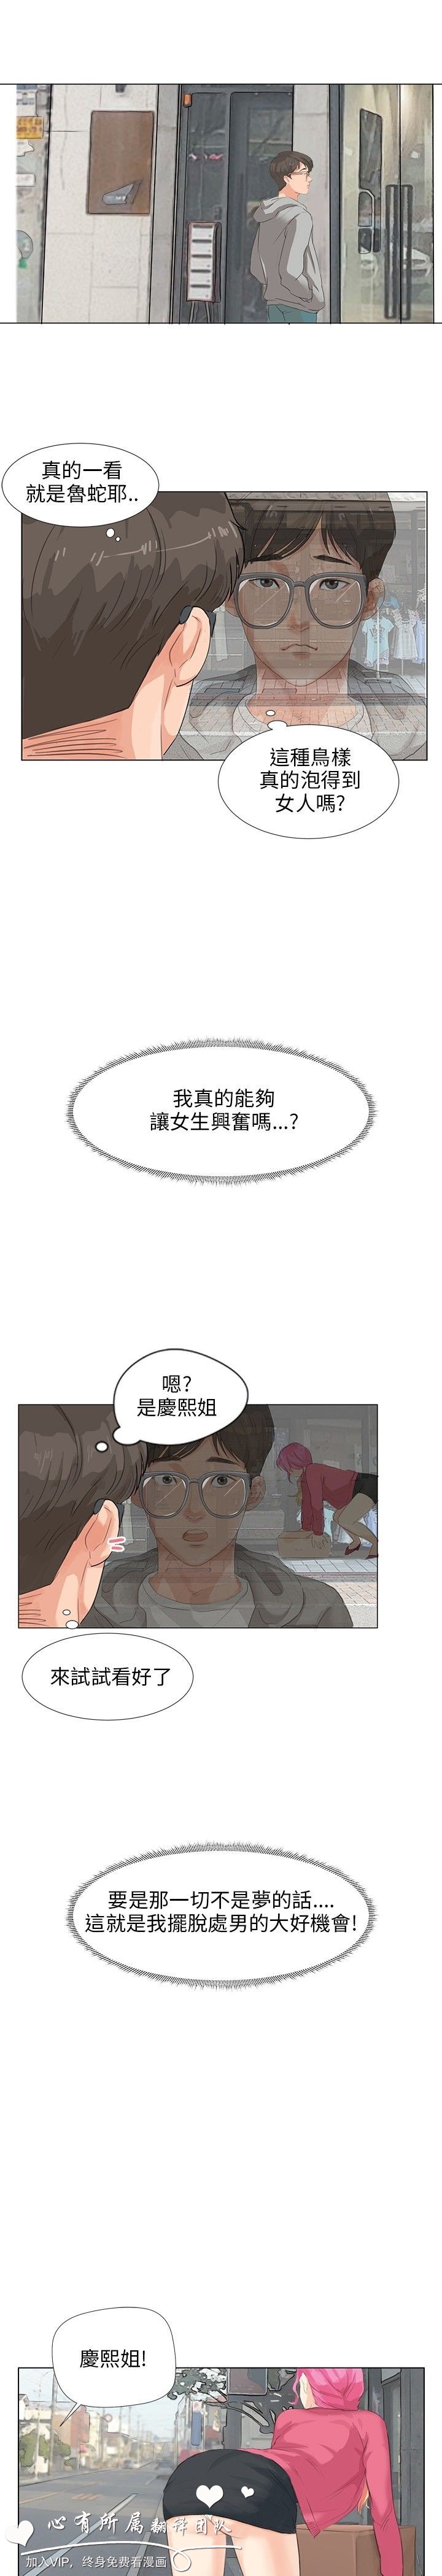 真的一看
就是魯蛇耶..
這種鳥樣
真的泡得到
女人嗎?
我真的能夠
讓女生興奮嗎...?
嗯?
是慶熙姐
來試試看好了
要是那一切不是夢的話....
這就是我擺脫處男的大好機會!
慶熙姐!
心有所属翻译团队
加入VIP，终身免费看漫画